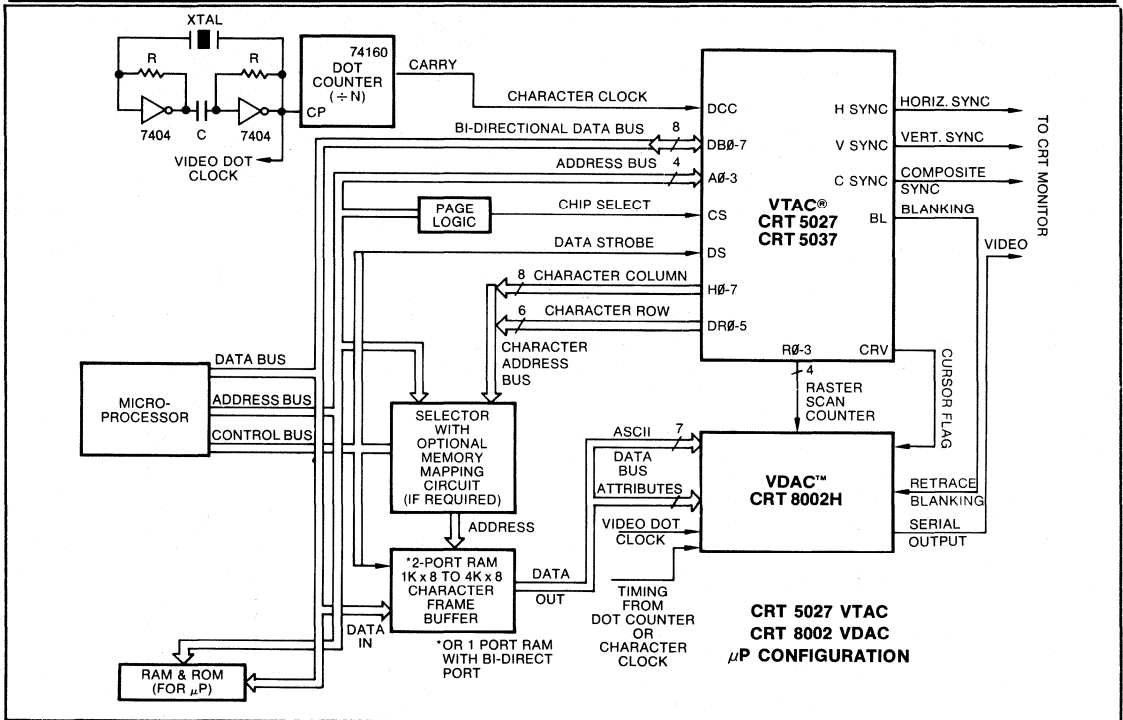 XTAL
R
R
7404
C
7404
VIDEO DOT
CLOCK
74160
DOT
COUNTER
(÷N)
CP
CARRY
CHARACTER CLOCK
BI-DIRECTIONAL DATA BUS
8
ADDRESS BUS
4
PAGE
LOGIC
CHIP SELECT
DATA STROBE
8
CHARACTER COLUMN
6
CHARACTER ROW
CHARACTER
ADDRESS
BUS
DCC
DBØ-7
AØ-3
CS
DS
HØ-7
DRØ-5
VTAC®
CRT 5027
CRT 5037
H SYNC
V SYNC
C SYNC
BL
RØ-3
CRV
HORIZ. SYNC
VERT. SYNC
COMPOSITE
SYNC
BLANKING
VIDEO
TO CRT MONITOR
4
RASTER
SCAN
COUNTER
CURSOR FLAG
MICRO-
PROCESSOR
DATA BUS
ADDRESS BUS
CONTROL BUS
SELECTOR
WITH
OPTIONAL
MEMORY
MAPPING
CIRCUIT
(IF REQUIRED)
ADDRESS
*2-PORT RAM
1K x 8 TO 4K x 8
CHARACTER
FRAME
BUFFER
DATA
IN
DATA
OUT
*OR 1 PORT RAM
WITH BI-DIRECT
PORT
RAM & ROM
(FOR µP)
ASCII
7
DATA
BUS
ATTRIBUTES
VIDEO DOT
CLOCK
TIMING
FROM
DOT COUNTER
OR
CHARACTER
CLOCK
VDAC™
CRT 8002H
RETRACE
BLANKING
SERIAL
OUTPUT
CRT 5027 VTAC
CRT 8002 VDAC
µP CONFIGURATION